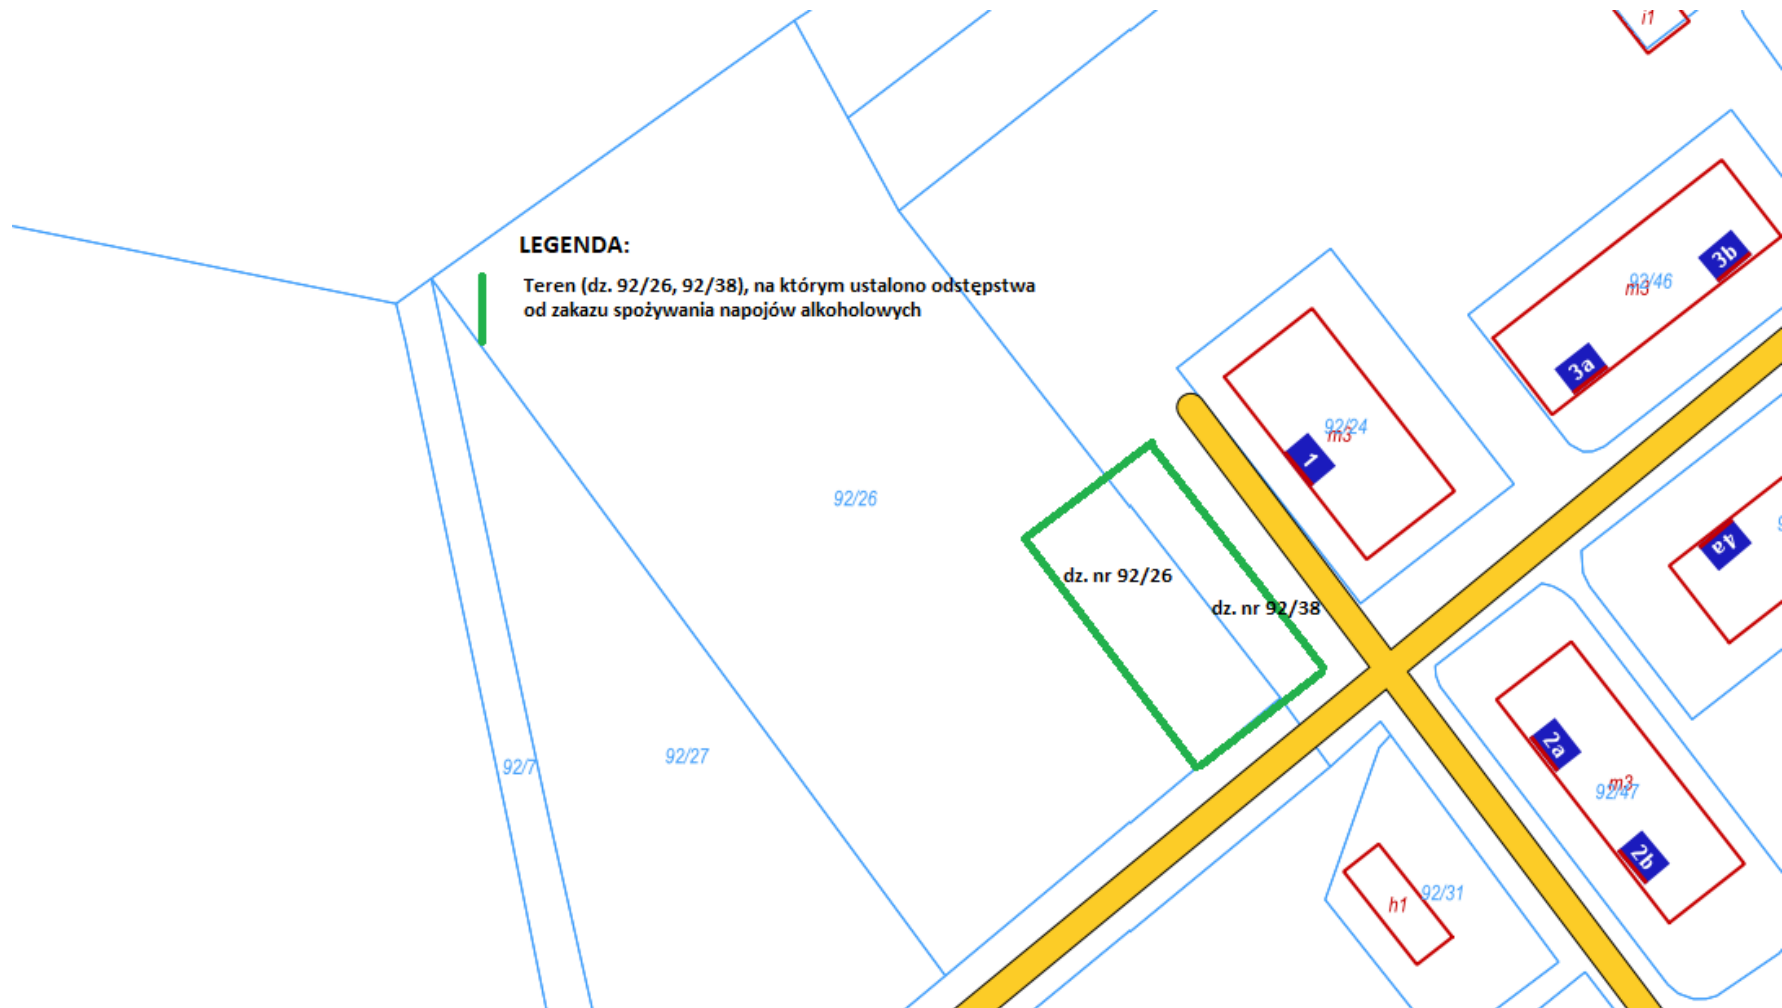 i1
3b
92/46
m3
3a
LEGENDA:
Teren (dz. 92/26, 92/38), na którym ustalono odstępstwa
od zakazu spożywania napojów alkoholowych
92/24
m3
1
92/26
4a
dz. nr 92/26
dz. nr 92/38
92/7
92/27
2a
m3
92/47
2b
h1
92/31